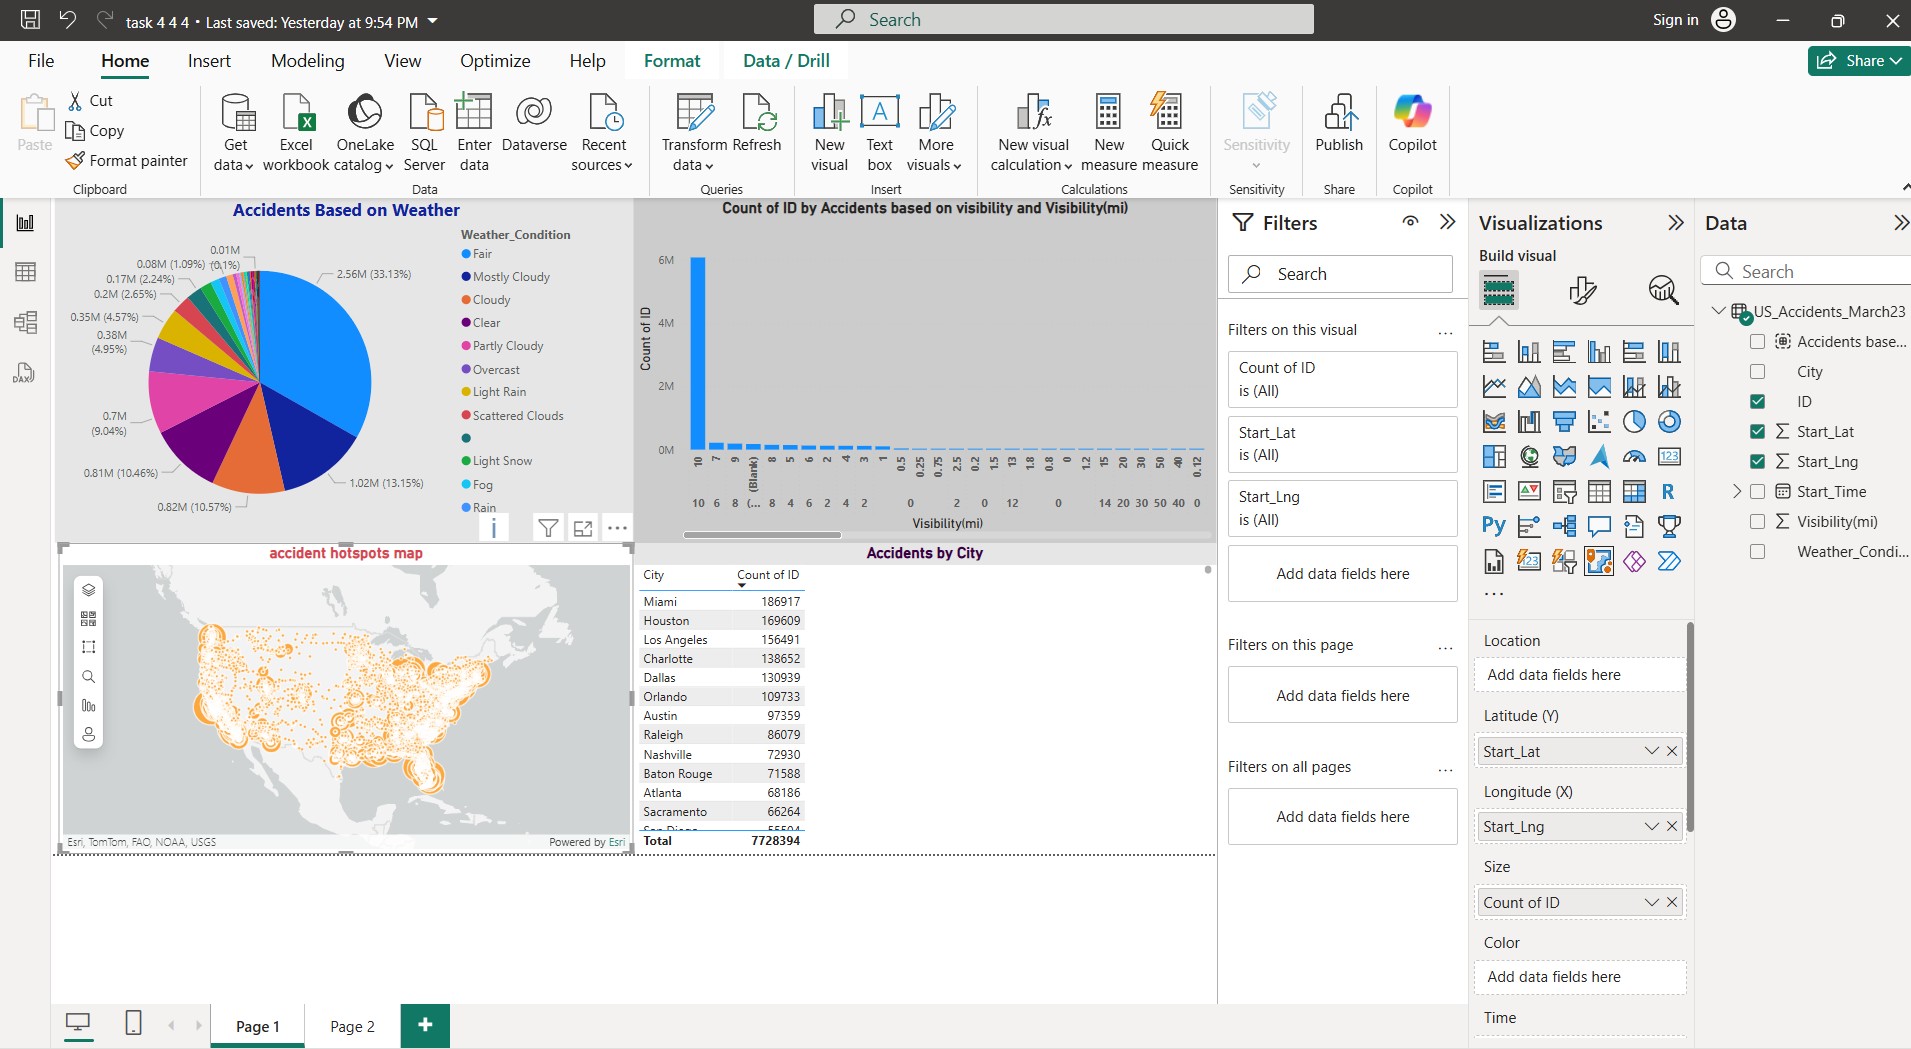 task 4 4 4 • Last saved: Yesterday at 9:54 PM
Search
Sign in
File Home Insert Modeling View Optimize Help Format Data / Drill
Share
Paste
Cut
Copy
Format painter
Clipboard
Get data
Excel workbook
OneLake catalog
SQL Server
Enter data
Dataverse
Recent sources
Data
Transform data
Refresh
Queries
New visual
Text box
More visuals
Insert
New visual calculation
New measure
Quick measure
Calculations
Sensitivity
Sensitivity
Publish
Share
Copilot
Copilot
Accidents Based on Weather
0.01M
(0.1%)
0.08M (1.09%)
0.17M (2.24%)
0.2M (2.65%)
0.35M (4.57%)
0.38M
(4.95%)
0.7M
(9.04%)
0.81M (10.46%)
0.82M (10.57%)
1.02M (13.15%)
2.56M (33.13%)
Weather_Condition
Fair
Mostly Cloudy
Cloudy
Clear
Partly Cloudy
Overcast
Light Rain
Scattered Clouds
Light Snow
Fog
Rain
Count of ID by Accidents based on visibility and Visibility(mi)
Count of ID
6M
4M
2M
0M
10 7 9 (Blank) 8 5 6 2 4 3 1 0.5 0.25 0.75 2.5 0.2 1.5 13 1.8 0.8 0 1.2 15 20 30 50 40 0.12
10 6 8 (... 8 4 6 2 4 2 0 2 0 12 0 14 20 30 50 40 0
Visibility(mi)
accident hotspots map
Esri, TomTom, FAO, NOAA, USGS
Powered by Esri
Accidents by City
City Count of ID
Miami 186917
Houston 169609
Los Angeles 156491
Charlotte 138652
Dallas 130939
Orlando 109733
Austin 97359
Raleigh 86079
Nashville 72930
Baton Rouge 71588
Atlanta 68186
Sacramento 66264
San Diego 55504
Total 7728394
Filters
Search
Filters on this visual
...
Count of ID
is (All)
Start_Lat
is (All)
Start_Lng
is (All)
Add data fields here
Filters on this page
...
Add data fields here
Filters on all pages
...
Add data fields here
Visualizations
Build visual
123
R
Py
123
...
Location
Add data fields here
Latitude (Y)
Start_Lat
Longitude (X)
Start_Lng
Size
Count of ID
Color
Add data fields here
Time
Data
Search
US_Accidents_March23
Accidents base...
City
ID
Start_Lat
Start_Lng
Start_Time
Visibility(mi)
Weather_Condi...
DAX
Page 1
Page 2